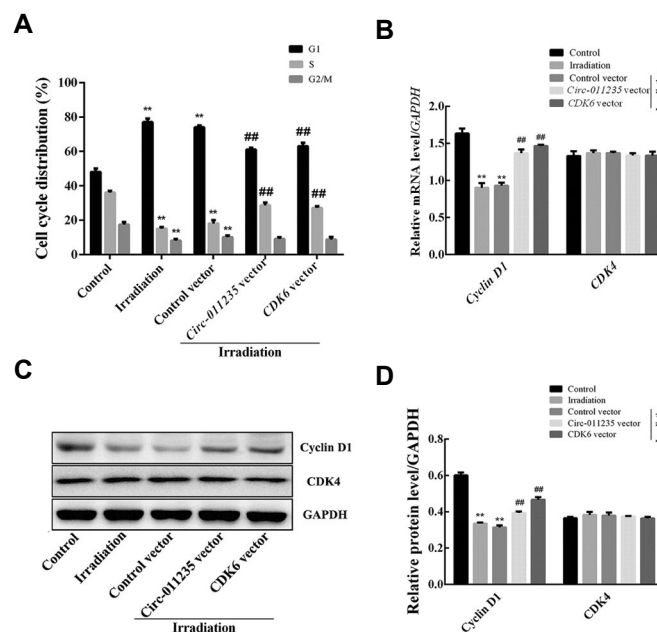 A
Cell cycle distribution (%)
100
80
60
40
20
0
G1
S
G2/M
**
**
**
**
**
**
##
##
##
##
Control
Irradiation
Control vector
Circ-011235 vector
CDK6 vector
Irradiation
B
Relative mRNA level/GAPDH
2.0
1.5
1.0
0.5
0.0
Control
Irradiation
Control vector
Circ-011235 vector
CDK6 vector
**
**
##
##
Cyclin D1
CDK4
C
Cyclin D1
CDK4
GAPDH
Control
Irradiation
Control vector
Circ-011235 vector
CDK6 vector
Irradiation
D
Relative protein level/GAPDH
0.8
0.6
0.4
0.2
0.0
Control
Irradiation
Control vector
Circ-011235 vector
CDK6 vector
**
**
##
##
Cyclin D1
CDK4